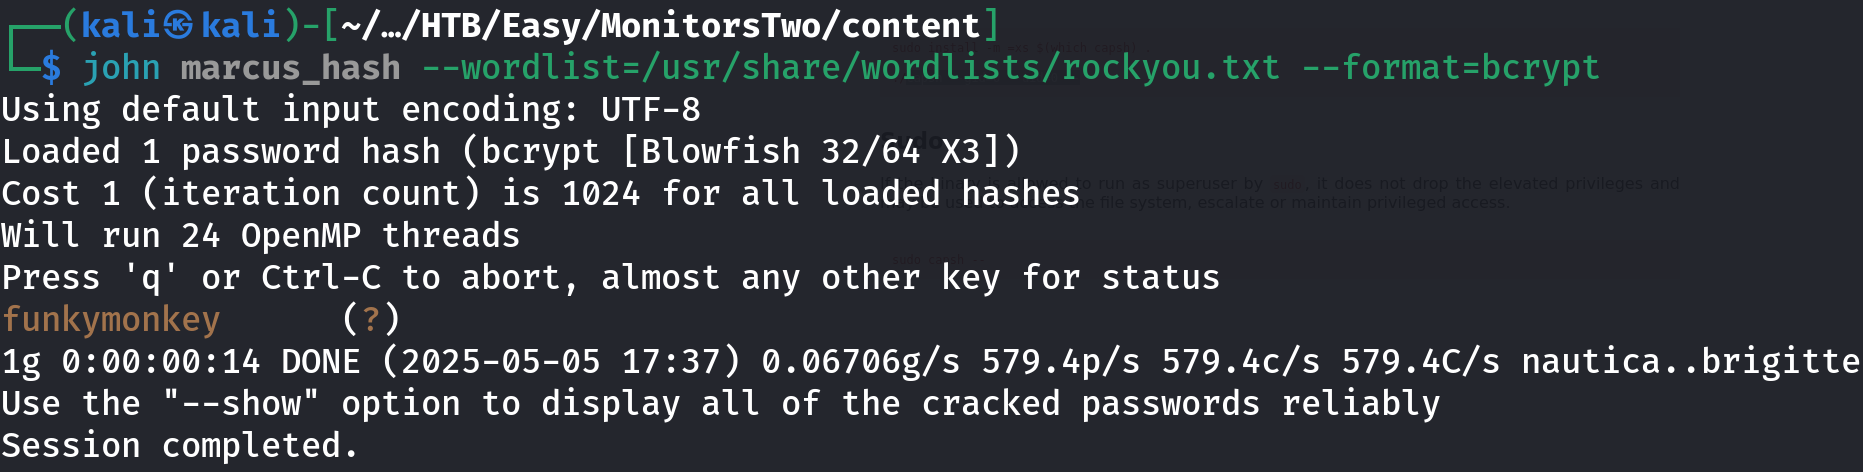 ┌──(kali㉿kali)-[~/…/HTB/Easy/MonitorsTwo/content]
└─$ john marcus_hash --wordlist=/usr/share/wordlists/rockyou.txt --format=bcrypt
Using default input encoding: UTF-8
Loaded 1 password hash (bcrypt [Blowfish 32/64 X3])
Cost 1 (iteration count) is 1024 for all loaded hashes
Will run 24 OpenMP threads
Press 'q' or Ctrl-C to abort, almost any other key for status
funkymonkey      (?)
1g 0:00:00:14 DONE (2025-05-05 17:37) 0.06706g/s 579.4p/s 579.4c/s 579.4C/s nautica..brigitte
Use the "--show" option to display all of the cracked passwords reliably
Session completed.